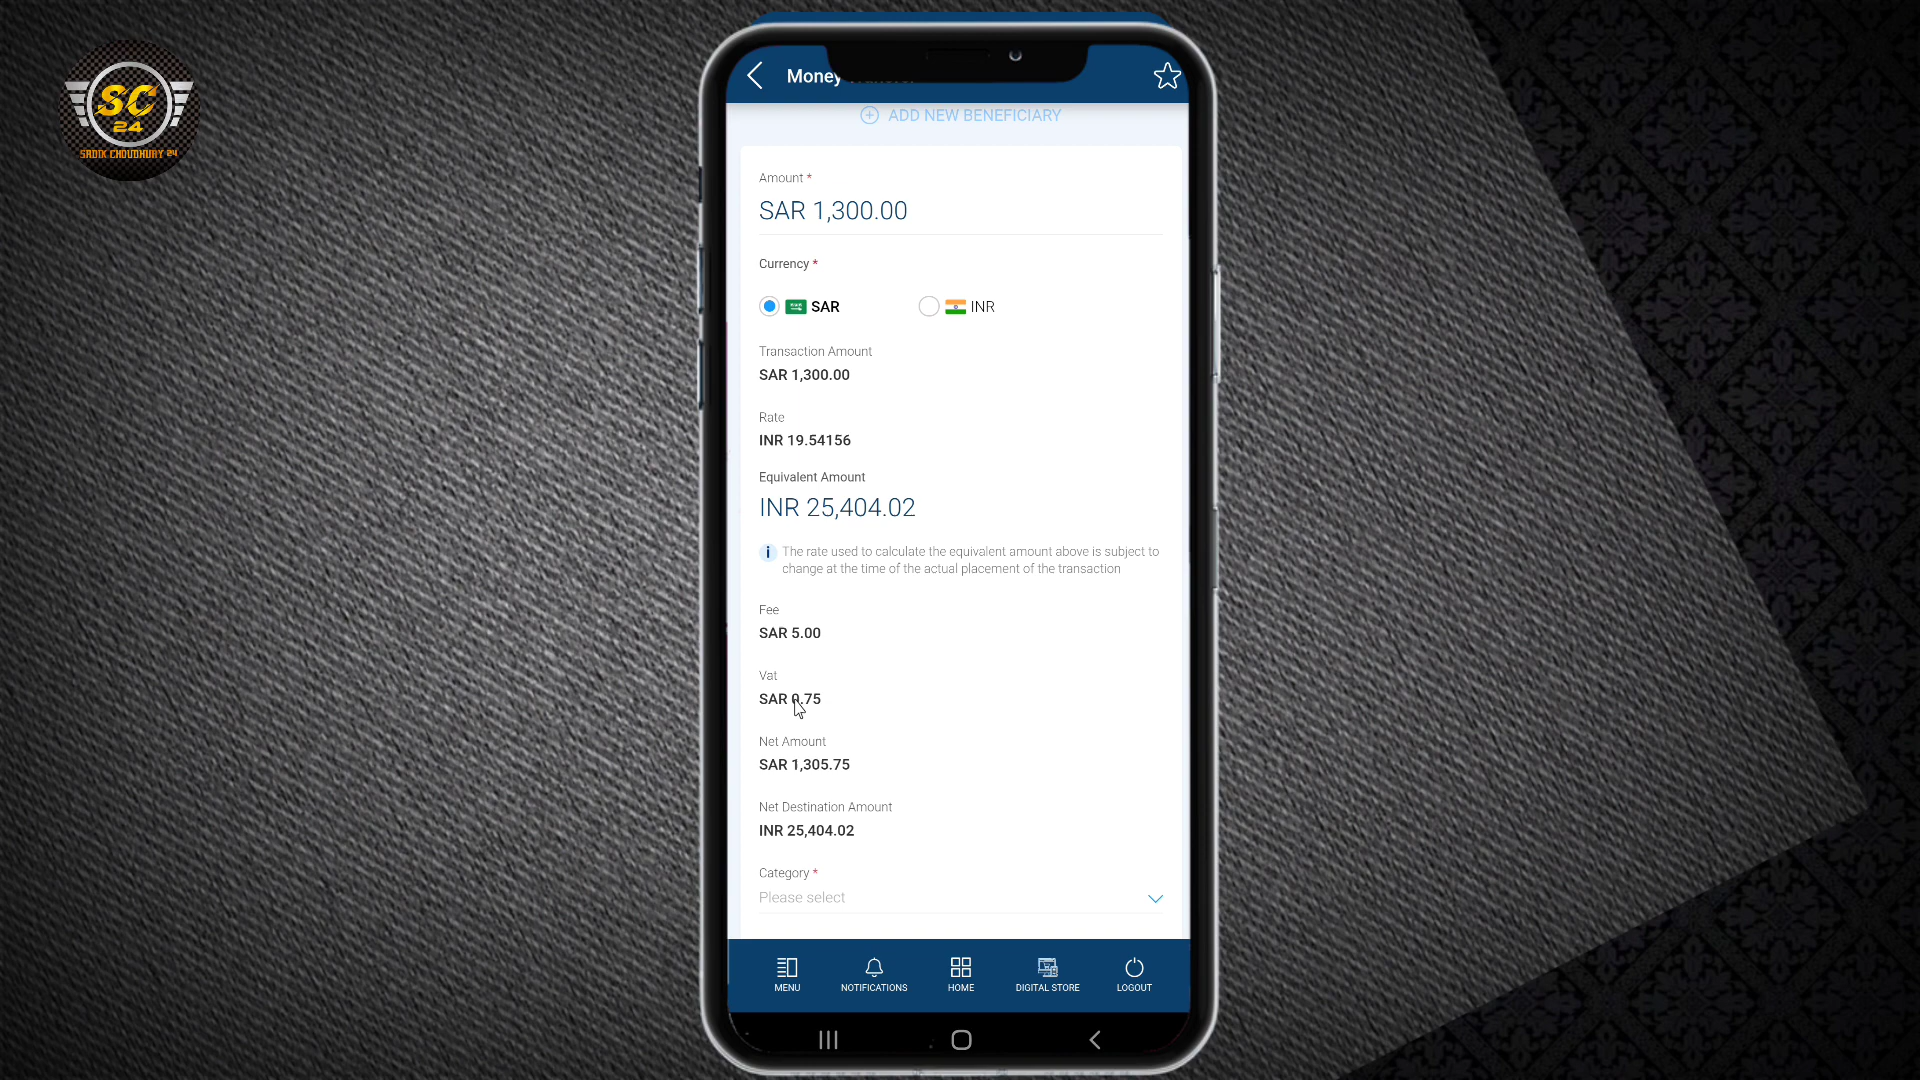 SC
24
SADIK CHOUDHURY 24
Money
ADD NEW BENEFICIARY
Amount *
SAR 1,300.00
Currency *
SAR
INR
Transaction Amount
SAR 1,300.00
Rate
INR 19.54156
Equivalent Amount
INR 25,404.02
i
The rate used to calculate the equivalent amount above is subject to
change at the time of the actual placement of the transaction
Fee
SAR 5.00
Vat
SAR 0.75
Net Amount
SAR 1,305.75
Net Destination Amount
INR 25,404.02
Category *
Please select
MENU
NOTIFICATIONS
HOME
DIGITAL STORE
LOGOUT